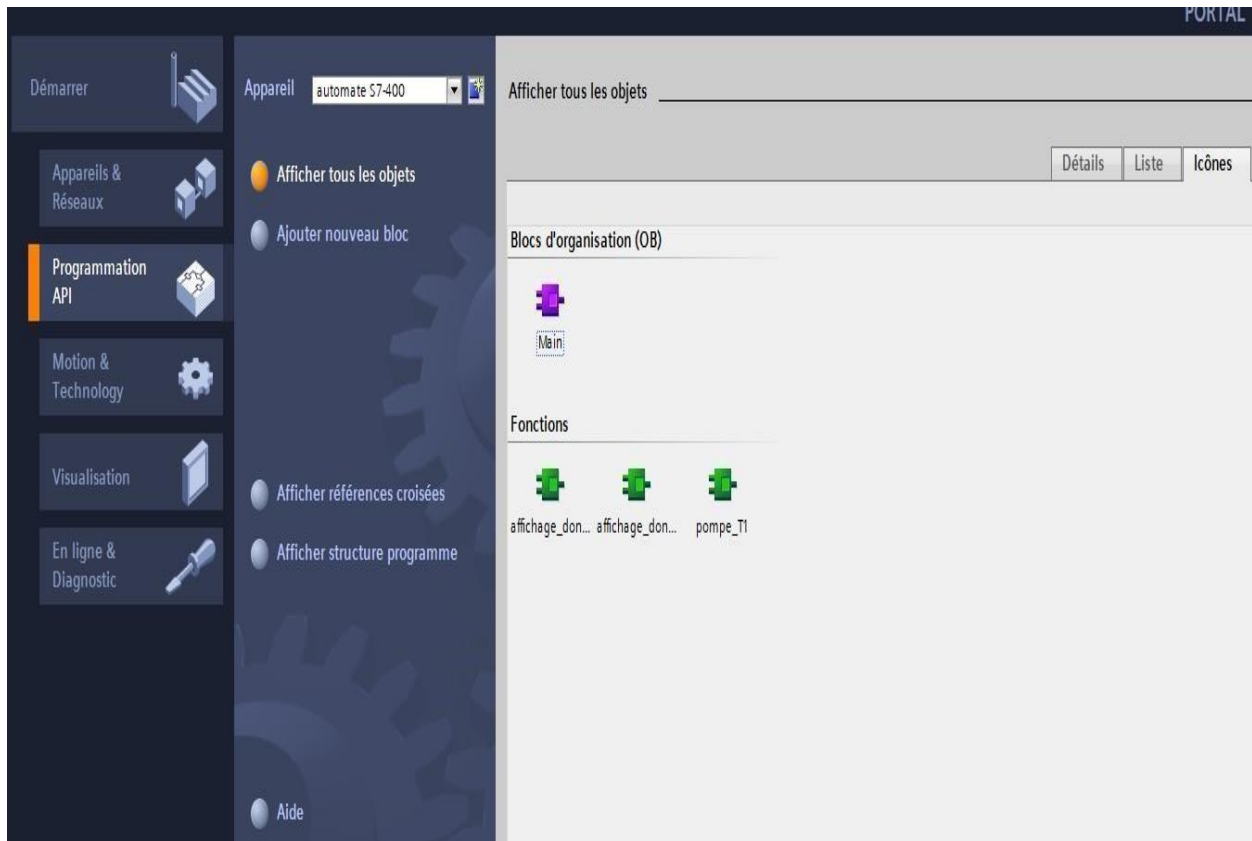 PORTAL
Démarrer
Appareils &
Réseaux
Programmation
API
Motion &
Technology
Visualisation
En ligne &
Diagnostic
Appareil
automate S7-400
Afficher tous les objets
Ajouter nouveau bloc
Afficher références croisées
Afficher structure programme
Aide
Afficher tous les objets
Détails
Liste
Icônes
Blocs d'organisation (OB)
Main
Fonctions
affichage_don... affichage_don... pompe_T1